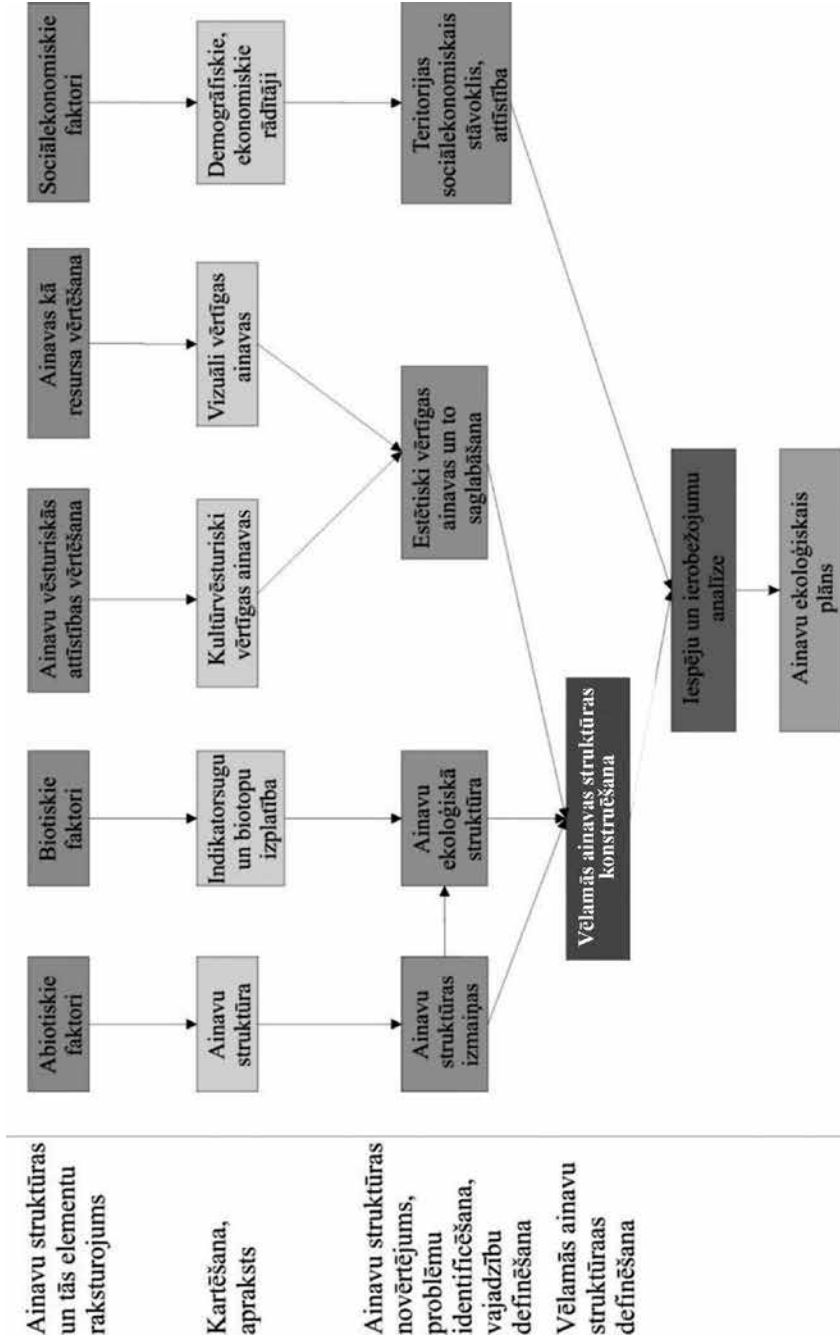 Ainavu struktūras
un tās elementu
raksturojums
Abiotiskie
faktori
Biotiskie
faktori
Ainavu vēsturiskās
attīstības vērtēšana
Ainavas kā
resursa vērtēšana
Sociālekonomiskie
faktori
Kartēšana,
apraksts
Ainavu
struktūra
Indikatorsugu
un biotopu
izplatība
Kultūrvēsturiski
vērtīgas ainavas
Vizuāli vērtīgas
ainavas
Demogrāfiskie,
ekonomiskie
rādītāji
Ainavu struktūras
novērtējums,
problēmu
identificēšana,
vajadzību
definēšana
Ainavu
struktūras
izmaiņas
Ainavu
ekoloģiskā
struktūra
Estētiski vērtīgas
ainavas un to
saglabāšana
Teritorijas
sociālekonomiskais
stāvoklis,
attīstība
Vēlamās ainavu
struktūraas
definēšana
Vēlamās ainavas struktūras
konstruēšana
Iespēju un ierobežojumu
analīze
Ainavu ekoloģiskais
plāns